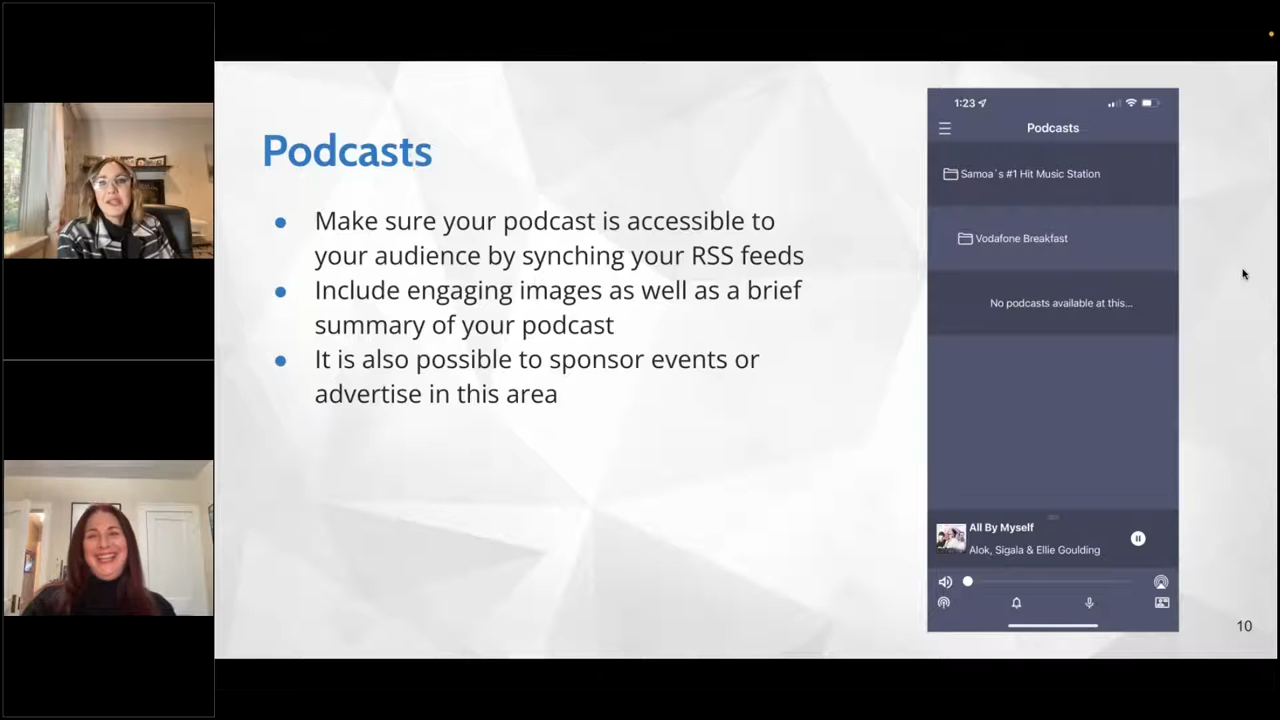 Podcasts
● Make sure your podcast is accessible to
your audience by synching your RSS feeds
● Include engaging images as well as a brief
summary of your podcast
● It is also possible to sponsor events or
advertise in this area
1:23
Podcasts
Samoa`s #1 Hit Music Station
Vodafone Breakfast
No podcasts available at this...
All By Myself
Alok, Sigala & Ellie Goulding
10